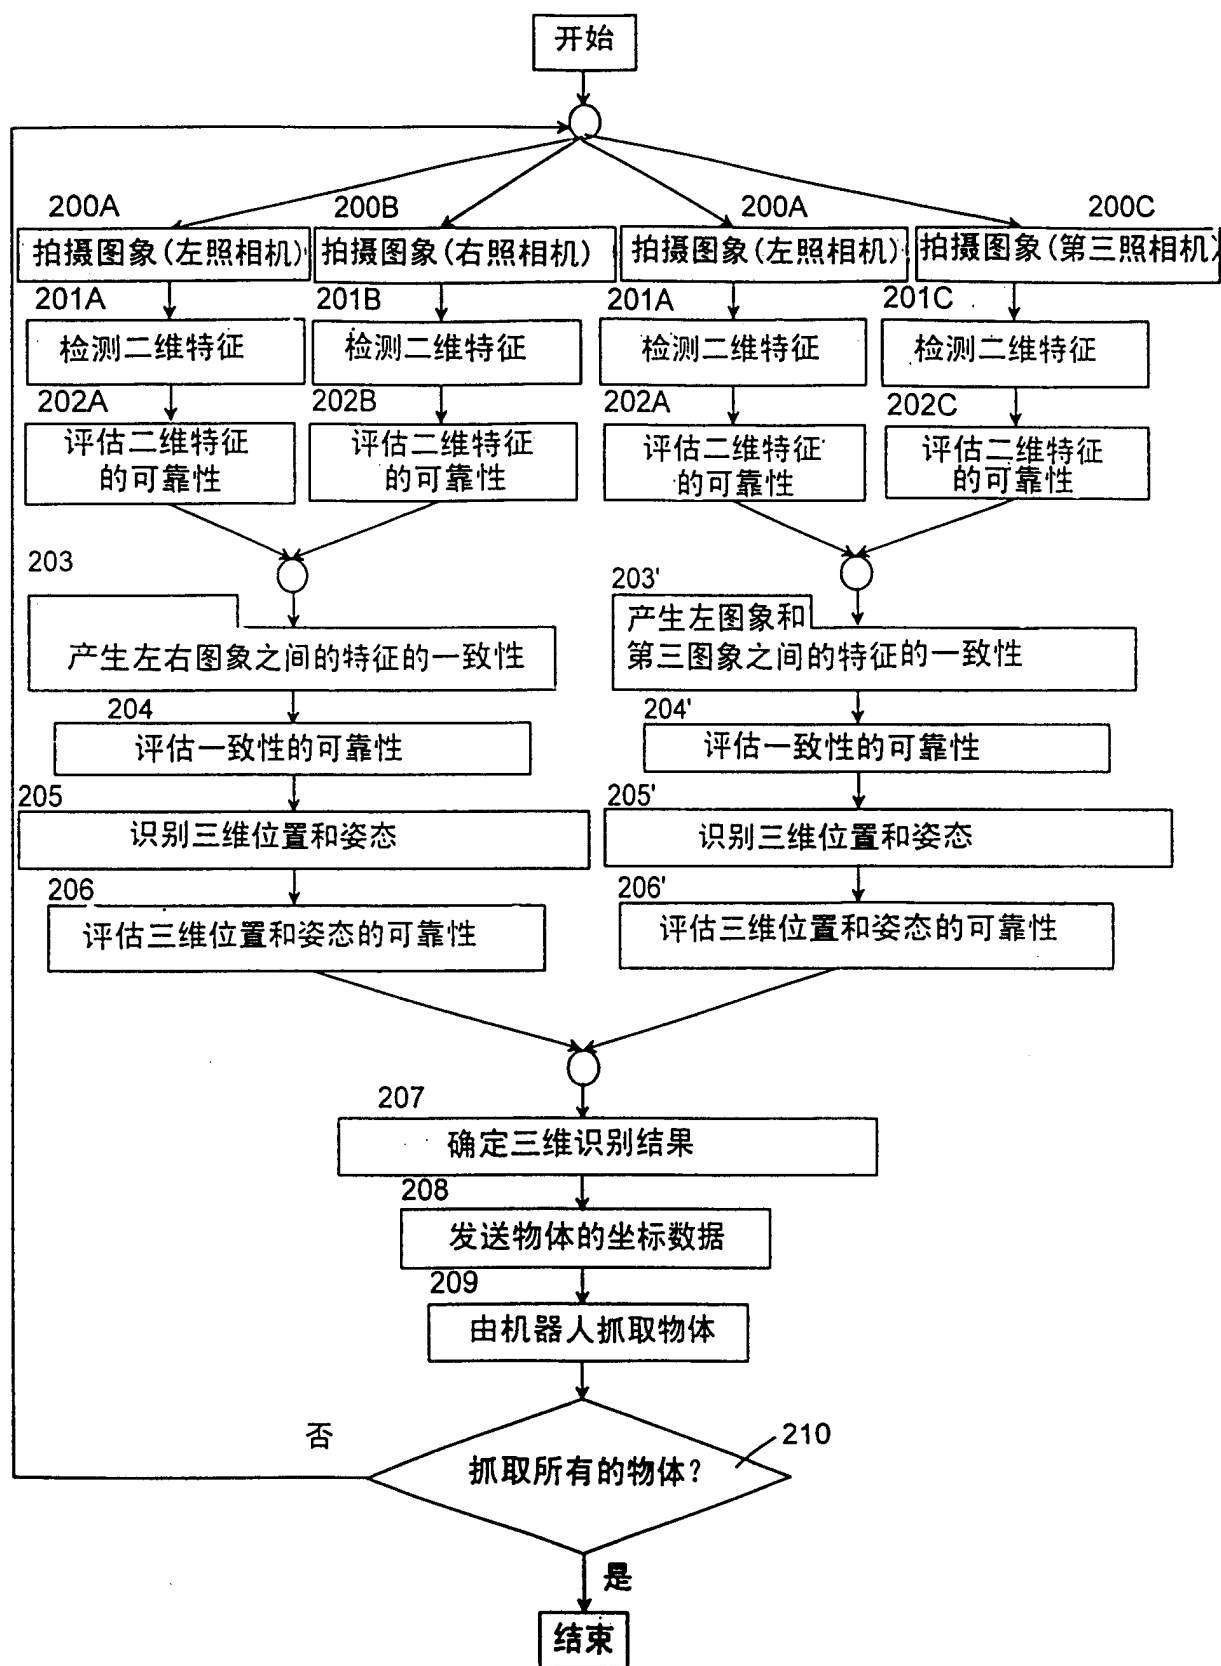 开始
200A
200B
200A
200C
拍摄图象(左照相机)
拍摄图象(右照相机)
拍摄图象(左照相机)
拍摄图象(第三照相机)
201A
201B
201A
201C
检测二维特征
检测二维特征
检测二维特征
检测二维特征
202A
202B
202A
202C
评估二维特征
的可靠性
评估二维特征
的可靠性
评估二维特征
的可靠性
评估二维特征
的可靠性
203
203'
产生左右图象之间的特征的一致性
产生左图象和
第三图象之间的特征的一致性
204
204'
评估一致性的可靠性
评估一致性的可靠性
205
205'
识别三维位置和姿态
识别三维位置和姿态
206
206'
评估三维位置和姿态的可靠性
评估三维位置和姿态的可靠性
207
确定三维识别结果
208
发送物体的坐标数据
209
由机器人抓取物体
否
210
抓取所有的物体?
是
结束